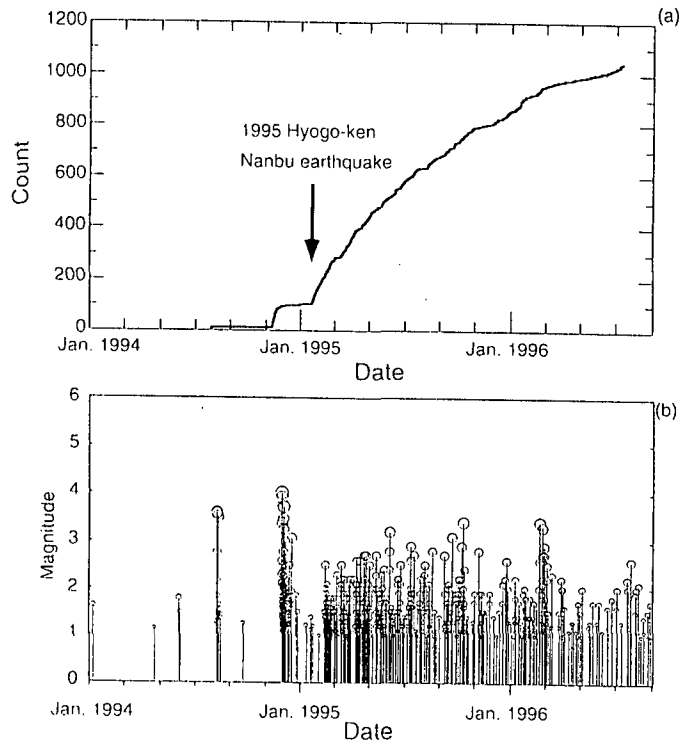 (a)
1200
1000
800
600
400
200
0
Count
1995 Hyogo-ken
Nanbu earthquake
Jan. 1994
Jan. 1995
Jan. 1996
Date
(b)
6
5
4
3
2
1
0
Magnitude
Jan. 1994
Jan. 1995
Jan. 1996
Date